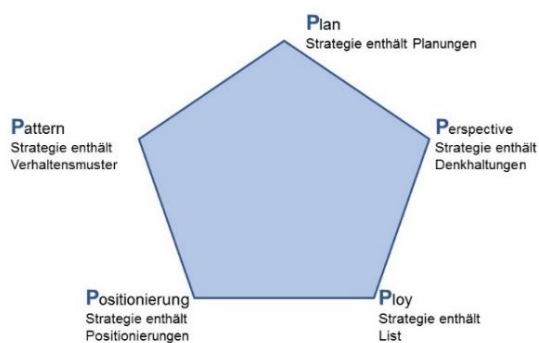 Plan
Strategie enthält Planungen
Pattern
Strategie enthält
Verhaltensmuster
Perspective
Strategie enthält
Denkhaltungen
Positionierung
Strategie enthält
Positionierungen
Ploy
Strategie enthält
List